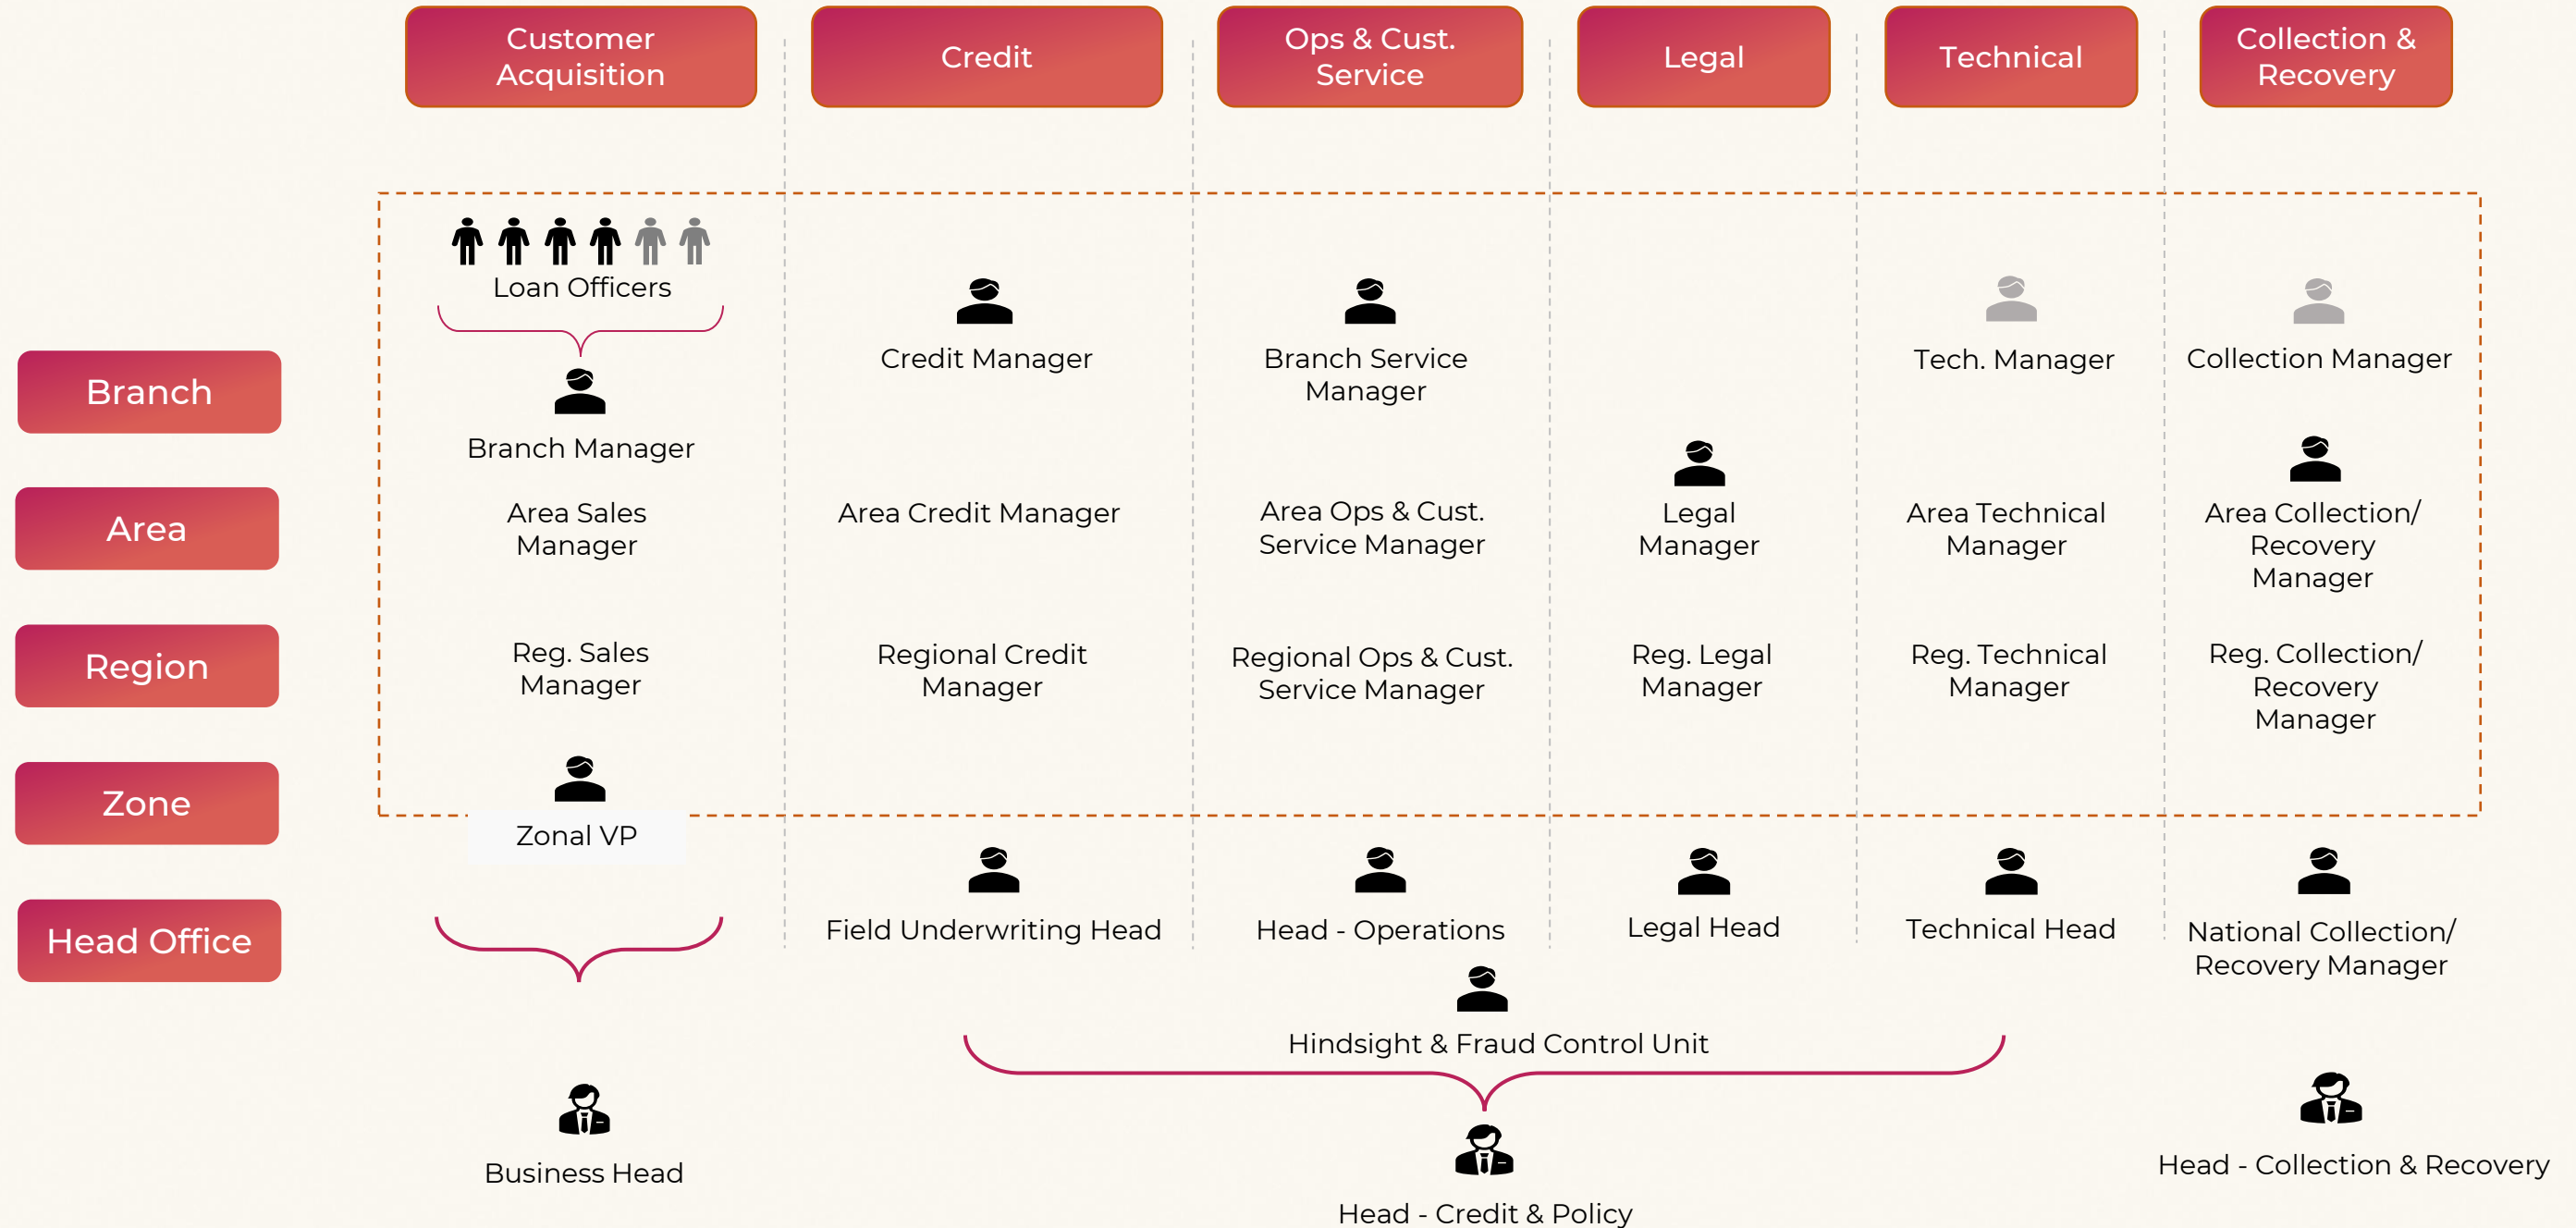 Customer
Acquisition
Credit
Ops & Cust.
Service
Legal
Technical
Collection &
Recovery
Loan Officers
Branch
Branch Manager
Credit Manager
Branch Service
Manager
Tech. Manager
Collection Manager
Area
Area Sales
Manager
Area Credit Manager
Area Ops & Cust.
Service Manager
Legal
Manager
Area Technical
Manager
Area Collection/
Recovery
Manager
Region
Reg. Sales
Manager
Regional Credit
Manager
Regional Ops & Cust.
Service Manager
Reg. Legal
Manager
Reg. Technical
Manager
Reg. Collection/
Recovery
Manager
Zone
Zonal VP
Head Office
Field Underwriting Head
Head - Operations
Legal Head
Technical Head
National Collection/
Recovery Manager
Hindsight & Fraud Control Unit
Business Head
Head - Credit & Policy
Head - Collection & Recovery